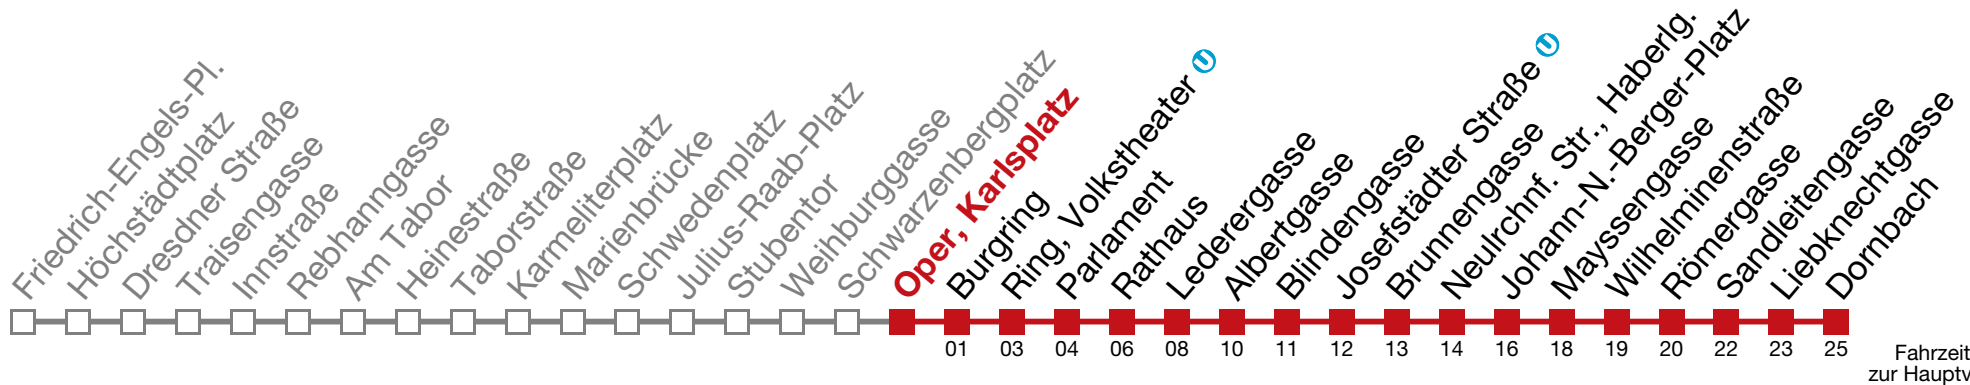 Friedrich-Engels-Pl.
Höchstädtplatz
Dresdner Straße
Traisengasse
Innstraße
Rebhanngasse
Am Tabor
Heinestraße
Taborstraße
Karmeliterplatz
Marienbrücke
Schwedenplatz
Julius-Raab-Platz
Stubentor
Weihburggasse
Schwarzenbergplatz
Oper, Karlsplatz
Burgring
Ring, Volkstheater
Parlament
Rathaus
Lederergasse
Albertgasse
Blindengasse
Josefstädter Straße
Brunnengasse
Neulrchnf. Str., Haberlg.
Johann-N.-Berger-Platz
Mayssengasse
Wilhelminenstraße
Römergasse
Sandleitengasse
Liebknechtgasse
Dornbach
01 03 04 06 08 10 11 12 13 14 16 18 19 20 22 23 25
Fahrzeit
zur Hauptv